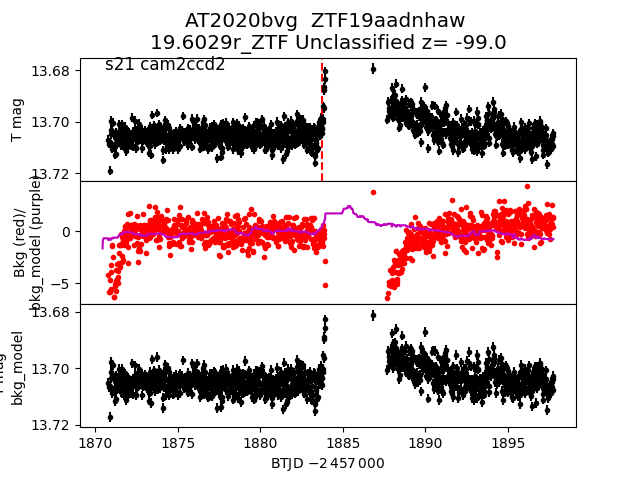 AT2020bvg  ZTF19aadnhaw
19.6029r_ZTF Unclassified z= -99.0
s21 cam2ccd2
T mag
13.68
13.70
13.72
Bkg (red)/
bkg_model (purple)
0
−5
mag
bkg_model
13.68
13.70
13.72
1870 1875 1880 1885 1890 1895
BTJD −2 457 000